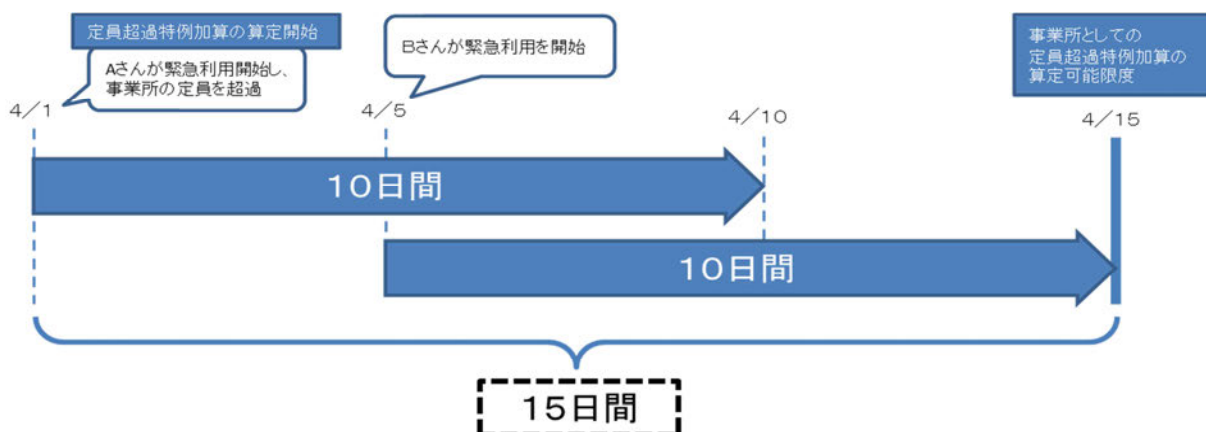 定員超過特例加算の算定開始
Aさんが緊急利用開始し、
事業所の定員を超過
Bさんが緊急利用を開始
事業所としての
定員超過特例加算の
算定可能限度
4/1
4/5
4/10
4/15
10日間
10日間
15日間